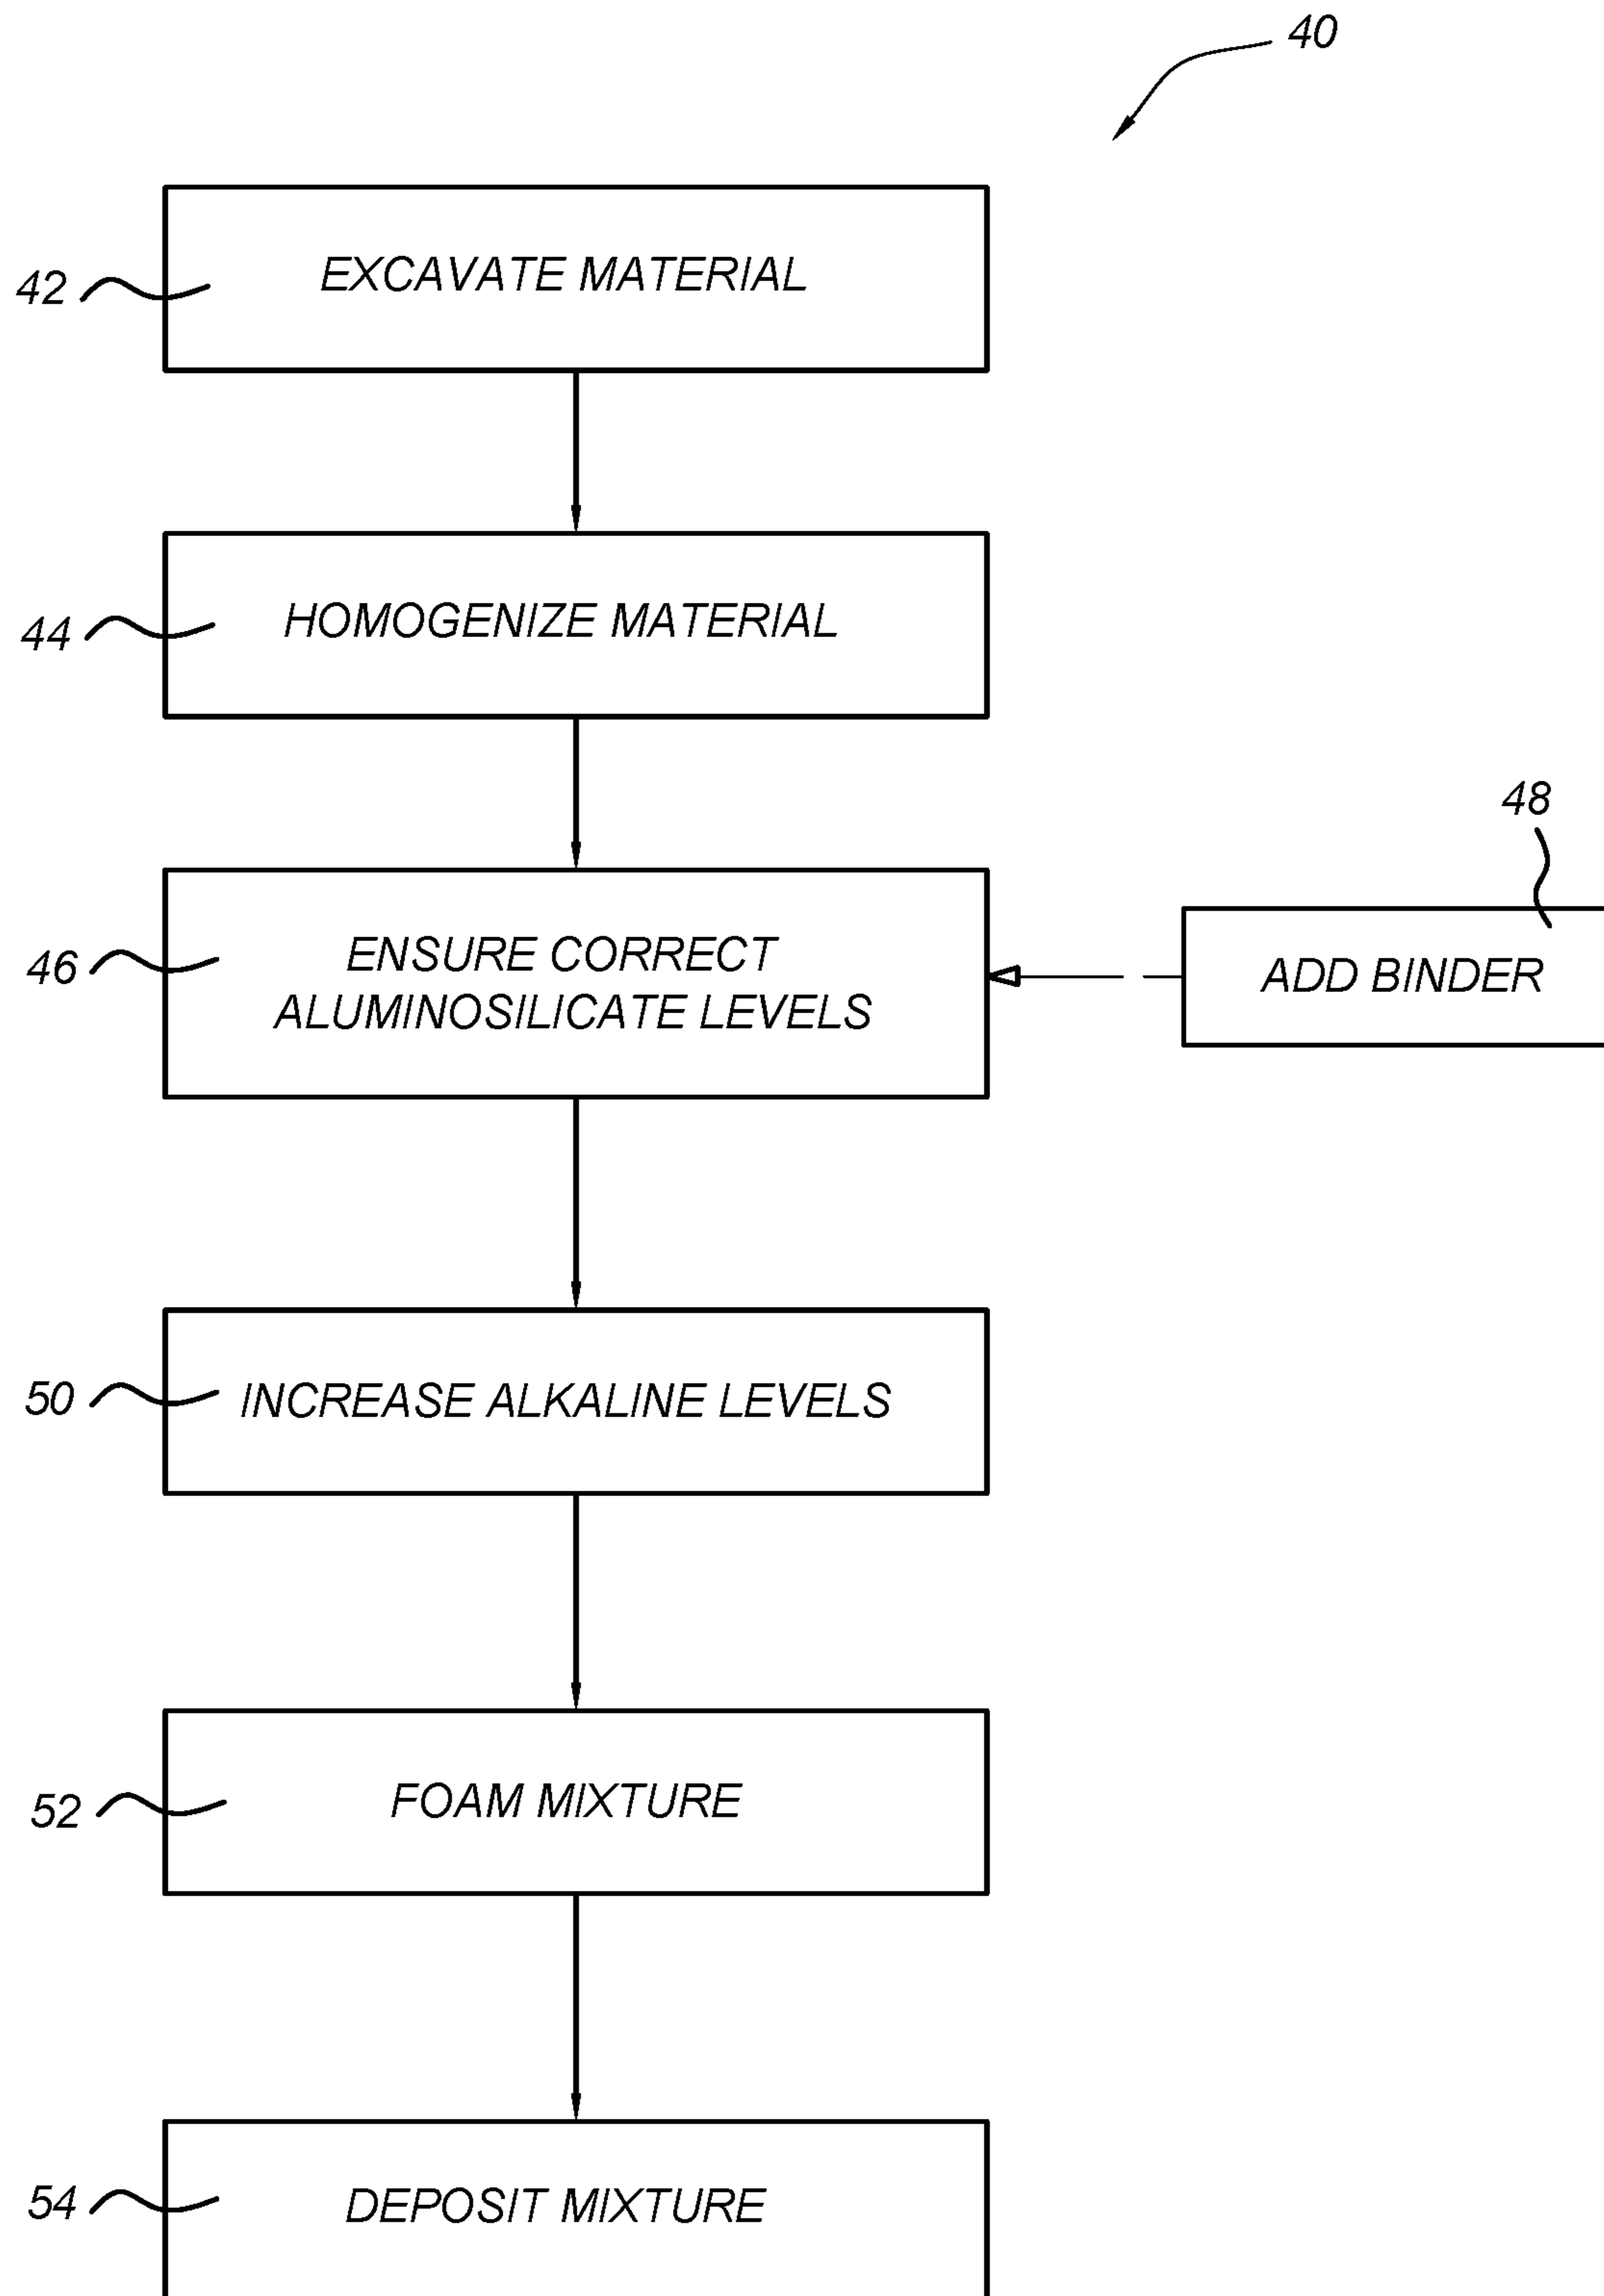 40
42
EXCAVATE MATERIAL
44
HOMOGENIZE MATERIAL
48
46
ENSURE CORRECT
ALUMINOSILICATE LEVELS
ADD BINDER
50
INCREASE ALKALINE LEVELS
52
FOAM MIXTURE
54
DEPOSIT MIXTURE